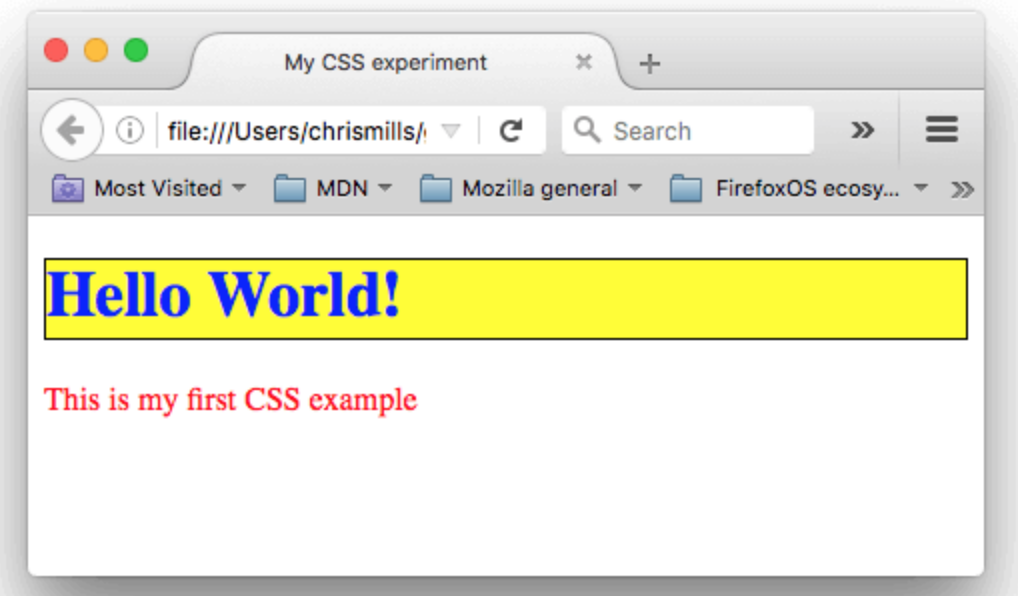 My CSS experiment
file:///Users/chrismills/
Search
Most Visited MDN Mozilla general FirefoxOS ecosy...
Hello World!
This is my first CSS example